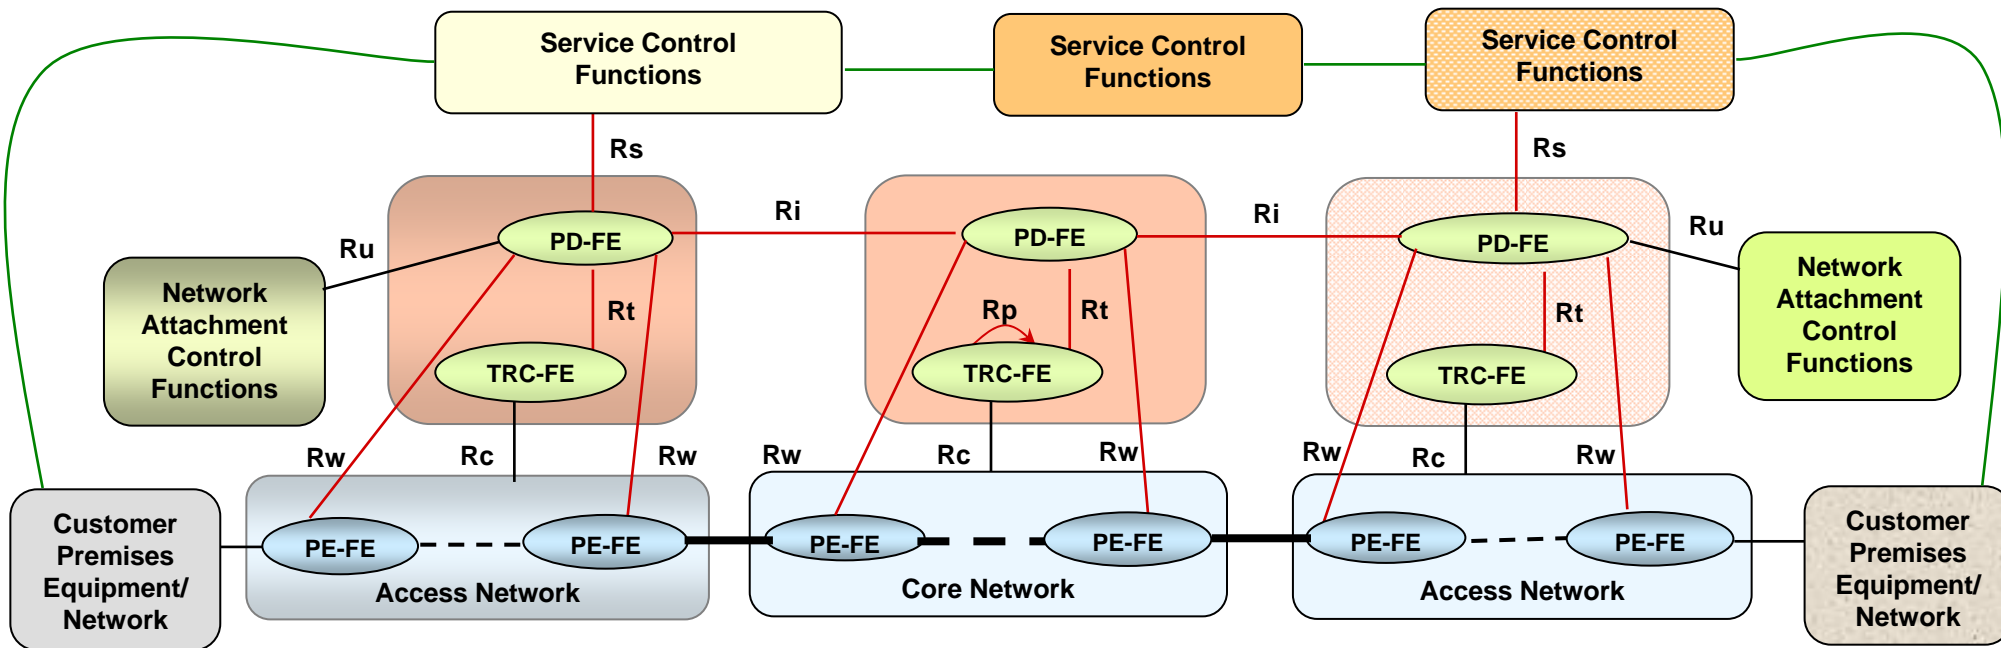 Service Control
Functions
Service Control
Functions
Service Control
Functions
Rs
Rs
Ri
Ri
Ru
Ru
PD-FE
PD-FE
PD-FE
Network
Attachment
Control
Functions
Network
Attachment
Control
Functions
Rt
Rp
Rt
Rt
TRC-FE
TRC-FE
TRC-FE
Rw
Rc
Rw
Rw
Rc
Rw
Rw
Rc
Rw
Customer
Premises
Equipment/
Network
PE-FE
PE-FE
PE-FE
PE-FE
PE-FE
PE-FE
Customer
Premises
Equipment/
Network
Access Network
Core Network
Access Network